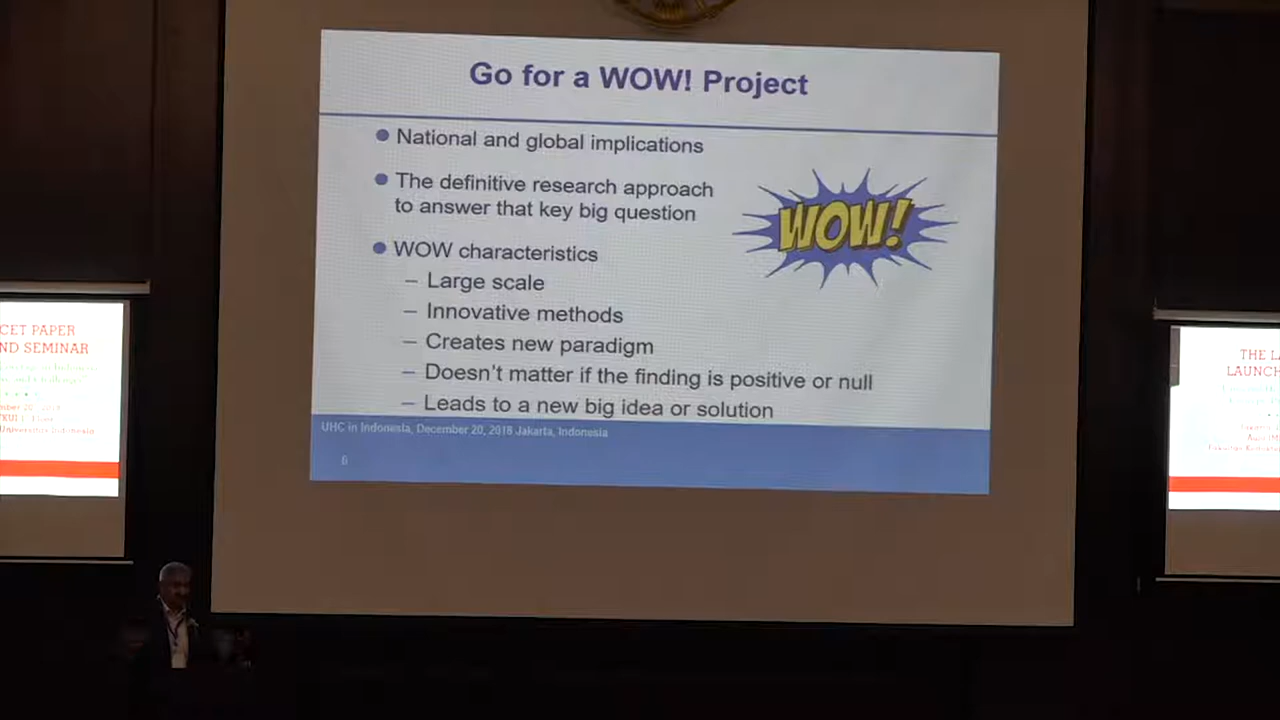 Go for a WOW! Project
● National and global implications
● The definitive research approach
to answer that key big question
● WOW characteristics
– Large scale
– Innovative methods
– Creates new paradigm
– Doesn't matter if the finding is positive or null
– Leads to a new big idea or solution
WOW!
UHC in Indonesia, December 20, 2018 Jakarta, Indonesia
6
CET PAPER
ND SEMINAR
Universitas Indonesia
THE L
LAUNCH